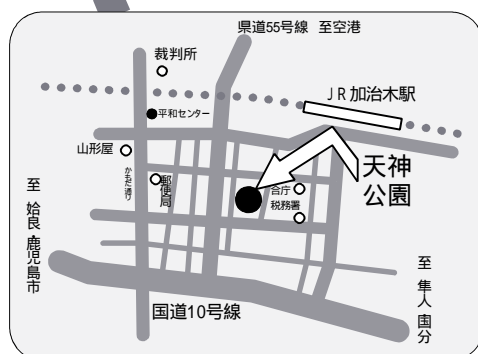 県道55号線 至空港
裁判所
JR加治木駅
平和センター
山形屋
かもだ通り
郵便局
合庁
税務署
天神
公園
至 姶良・鹿児島市
至 隼人・国分
国道10号線